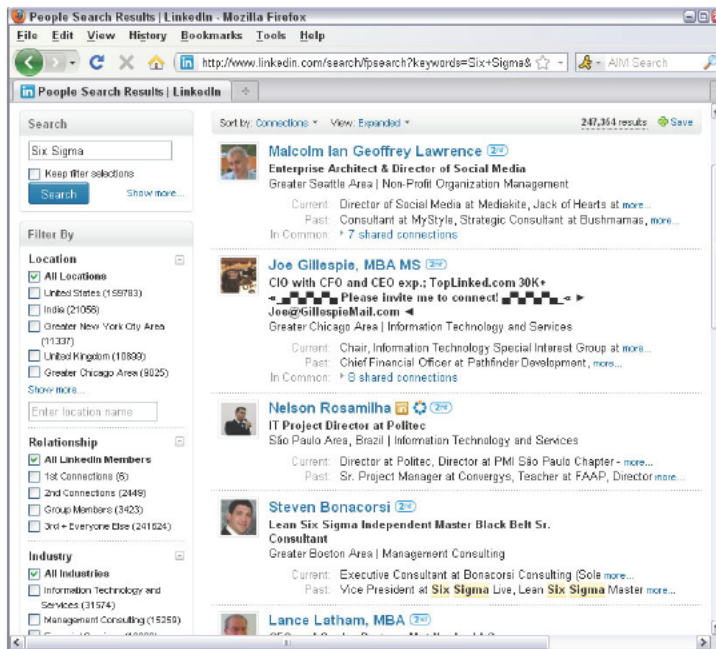 People Search Results | LinkedIn - Mozilla Firefox
File Edit View History Bookmarks Tools Help
http://www.linkedin.com/search/fpsearch?keywords=Six+Sigma&
AIM Search
People Search Results | LinkedIn
Search
Six Sigma
Keep filter selections
Search Show more...
Filter By
Location
All Locations
United States (159783)
India (21056)
Greater New York City Area
(11337)
United Kingdom (10899)
Greater Chicago Area (9025)
Show more...
Enter location name
Relationship
All LinkedIn Members
1st Connections (6)
2nd Connections (2449)
Group Members (3423)
3rd + Everyone Else (241624)
Industry
All Industries
Information Technology and
Services (31574)
Management Consulting (15259)
Sort by: Connections View: Expanded 247,364 results Save
Malcolm Ian Geoffrey Lawrence 2nd
Enterprise Architect & Director of Social Media
Greater Seattle Area | Non-Profit Organization Management
Current: Director of Social Media at Mediakite, Jack of Hearts at more...
Past: Consultant at MyStyle, Strategic Consultant at Bushmamas, more...
In Common: 7 shared connections
Joe Gillespie, MBA MS 2nd
CIO with CFO and CEO exp.; TopLinked.com 30K+
Please invite me to connect!
Joe@GillespieMail.com
Greater Chicago Area | Information Technology and Services
Current: Chair, Information Technology Special Interest Group at more...
Past: Chief Financial Officer at Pathfinder Development, more...
In Common: 8 shared connections
Nelson Rosamilha in 2nd
IT Project Director at Politec
São Paulo Area, Brazil | Information Technology and Services
Current: Director at Politec, Director at PMI São Paulo Chapter - more...
Past: Sr. Project Manager at Convergys, Teacher at FAAP, Director more...
Steven Bonacorsi 2nd
Lean Six Sigma Independent Master Black Belt Sr.
Consultant
Greater Boston Area | Management Consulting
Current: Executive Consultant at Bonacorsi Consulting (Sole more...
Past: Vice President at Six Sigma Live, Lean Six Sigma Master more...
Lance Latham, MBA 2nd